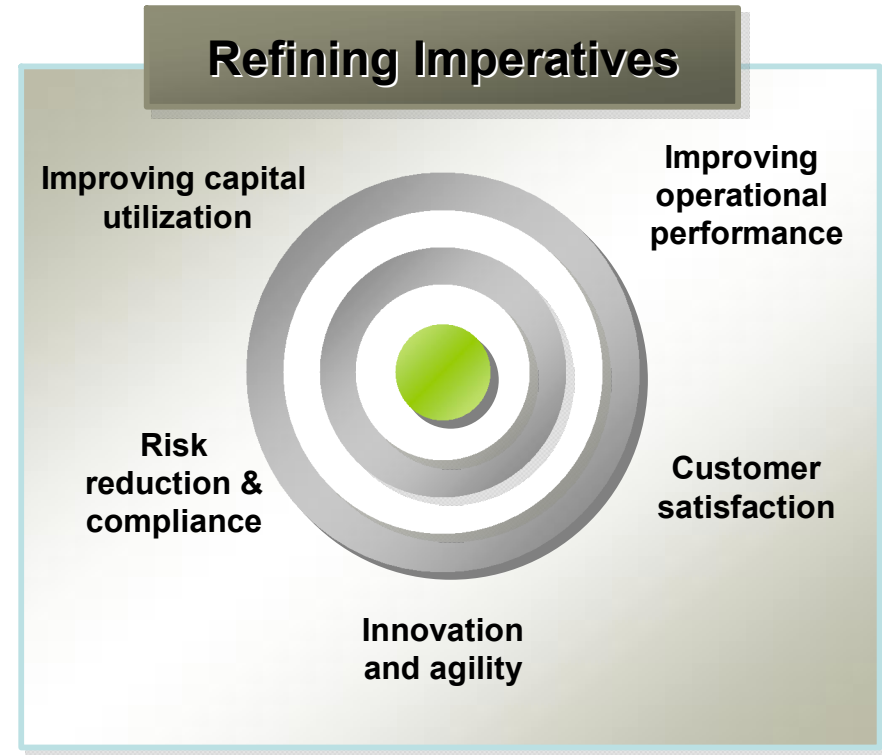 Refining Imperatives
Improving capital
utilization
Improving
operational
performance
Risk
reduction &
compliance
Customer
satisfaction
Innovation
and agility